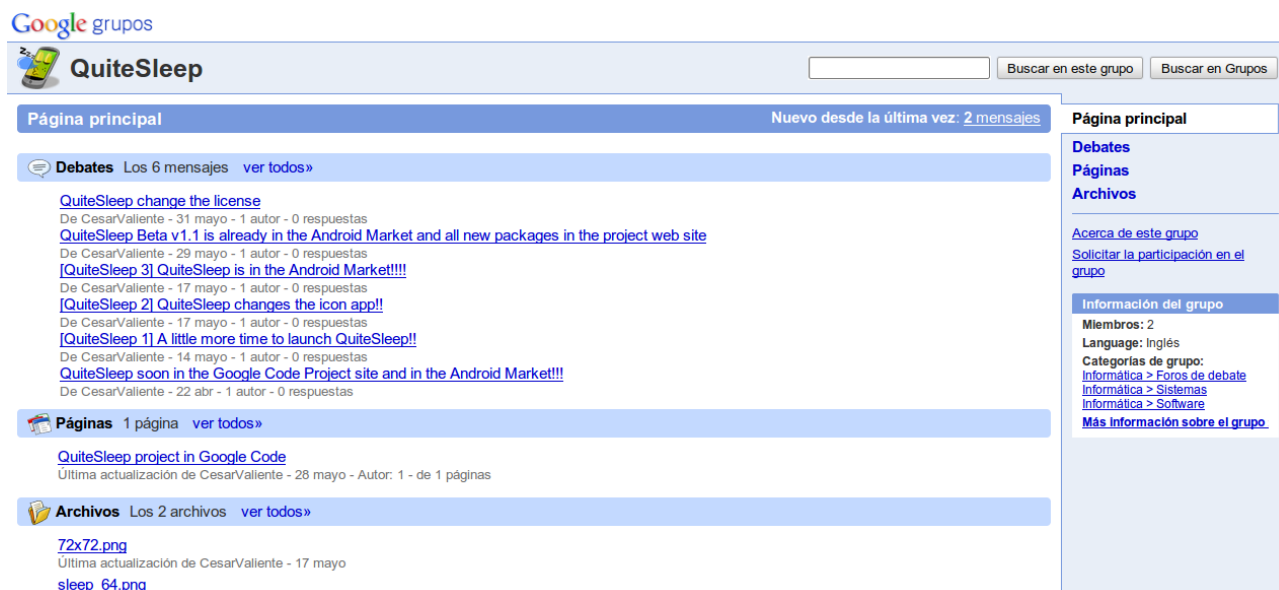 Google grupos
QuiteSleep
Buscar en este grupo
Buscar en Grupos
Página principal
Nuevo desde la última vez: 2 mensajes
Debates Los 6 mensajes ver todos»
QuiteSleep change the license
De CesarValiente - 31 mayo - 1 autor - 0 respuestas
QuiteSleep Beta v1.1 is already in the Android Market and all new packages in the project web site
De CesarValiente - 29 mayo - 1 autor - 0 respuestas
[QuiteSleep 3] QuiteSleep is in the Android Market!!!!
De CesarValiente - 17 mayo - 1 autor - 0 respuestas
[QuiteSleep 2] QuiteSleep changes the icon app!!
De CesarValiente - 17 mayo - 1 autor - 0 respuestas
[QuiteSleep 1] A little more time to launch QuiteSleep!!
De CesarValiente - 14 mayo - 1 autor - 0 respuestas
QuiteSleep soon in the Google Code Project site and in the Android Market!!!
De CesarValiente - 22 abr - 1 autor - 0 respuestas
Páginas 1 página ver todos»
QuiteSleep project in Google Code
Última actualización de CesarValiente - 28 mayo - Autor: 1 - de 1 páginas
Archivos Los 2 archivos ver todos»
72x72.png
Última actualización de CesarValiente - 17 mayo
sleep_64.png
Página principal
Debates
Páginas
Archivos
Acerca de este grupo
Solicitar la participación en el
grupo
Información del grupo
Miembros: 2
Language: Inglés
Categorías de grupo:
Informática > Foros de debate
Informática > Sistemas
Informática > Software
Más información sobre el grupo